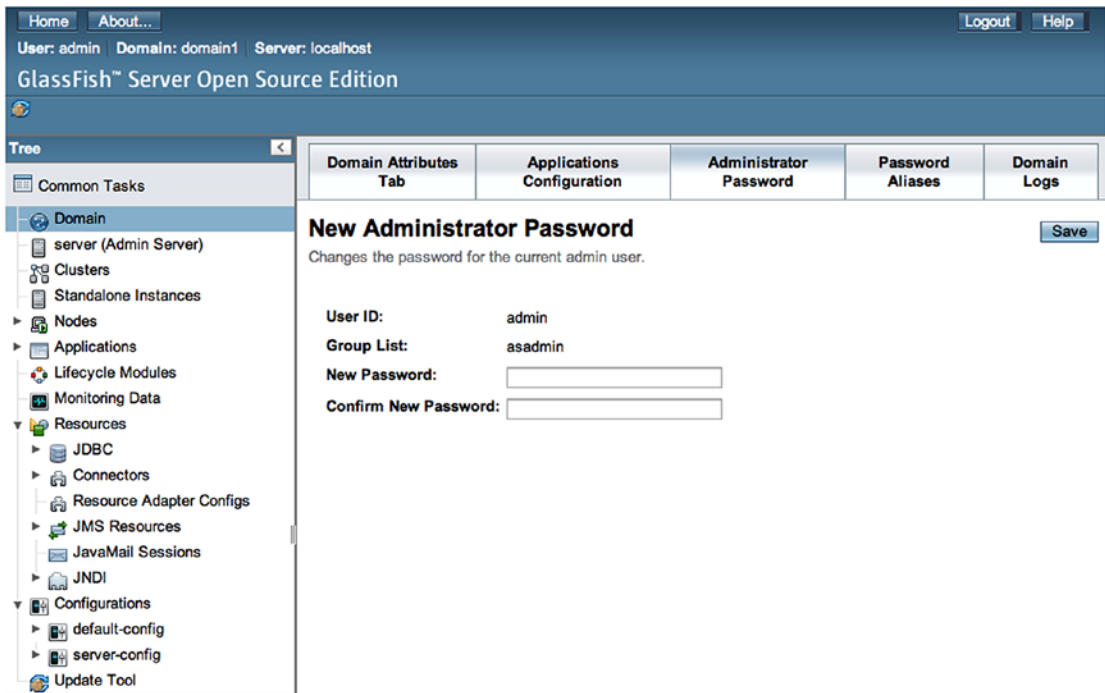 Home About... Logout Help
User: admin Domain: domain1 Server: localhost
GlassFish™ Server Open Source Edition
Tree
Common Tasks
Domain
server (Admin Server)
Clusters
Standalone Instances
Nodes
Applications
Lifecycle Modules
Monitoring Data
Resources
JDBC
Connectors
Resource Adapter Configs
JMS Resources
JavaMail Sessions
JNDI
Configurations
default-config
server-config
Update Tool
Domain Attributes
Tab
Applications
Configuration
Administrator
Password
Password
Aliases
Domain
Logs
New Administrator Password
Save
Changes the password for the current admin user.
User ID: admin
Group List: asadmin
New Password:
Confirm New Password: